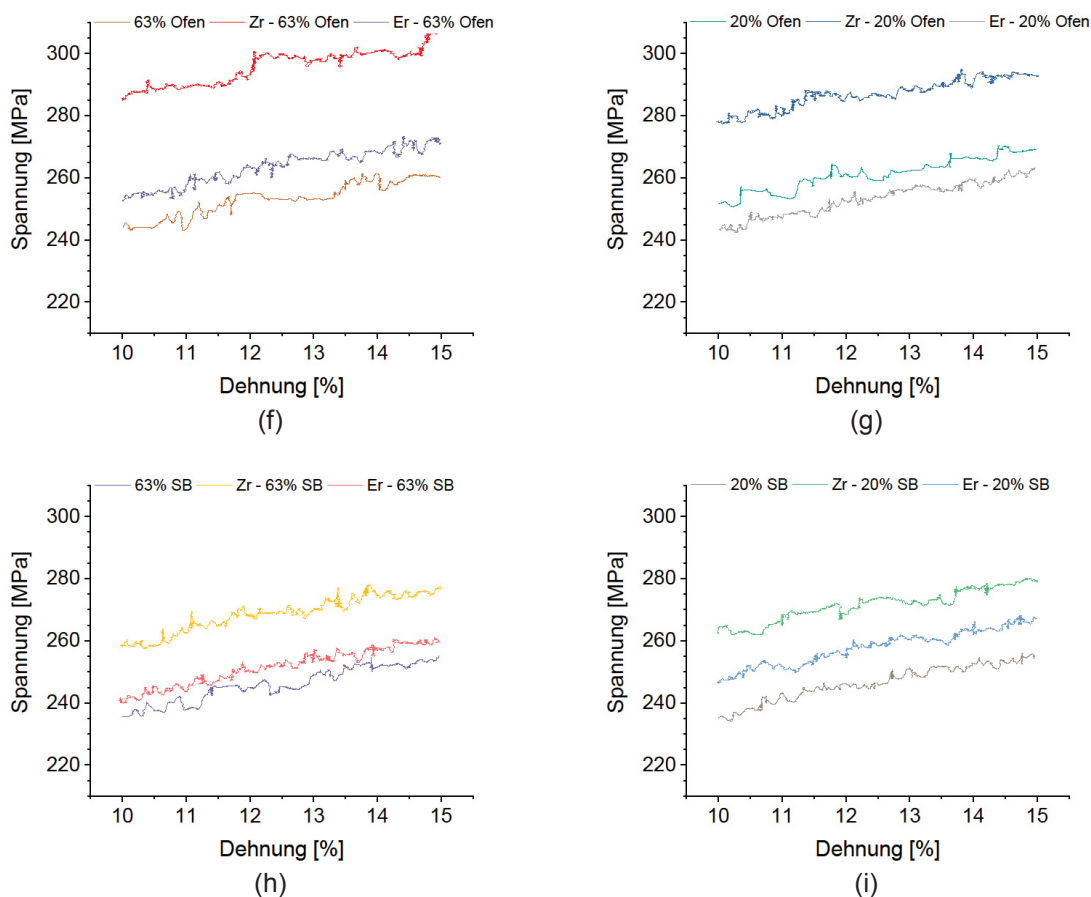 63% Ofen Zr - 63% Ofen Er - 63% Ofen
300
280
260
240
220
Spannung [MPa]
10 11 12 13 14 15
Dehnung [%]
(f)
20% Ofen Zr - 20% Ofen Er - 20% Ofen
300
280
260
240
220
Spannung [MPa]
10 11 12 13 14 15
Dehnung [%]
(g)
63% SB Zr - 63% SB Er - 63% SB
300
280
260
240
220
Spannung [MPa]
10 11 12 13 14 15
Dehnung [%]
(h)
20% SB Zr - 20% SB Er - 20% SB
300
280
260
240
220
Spannung [MPa]
10 11 12 13 14 15
Dehnung [%]
(i)